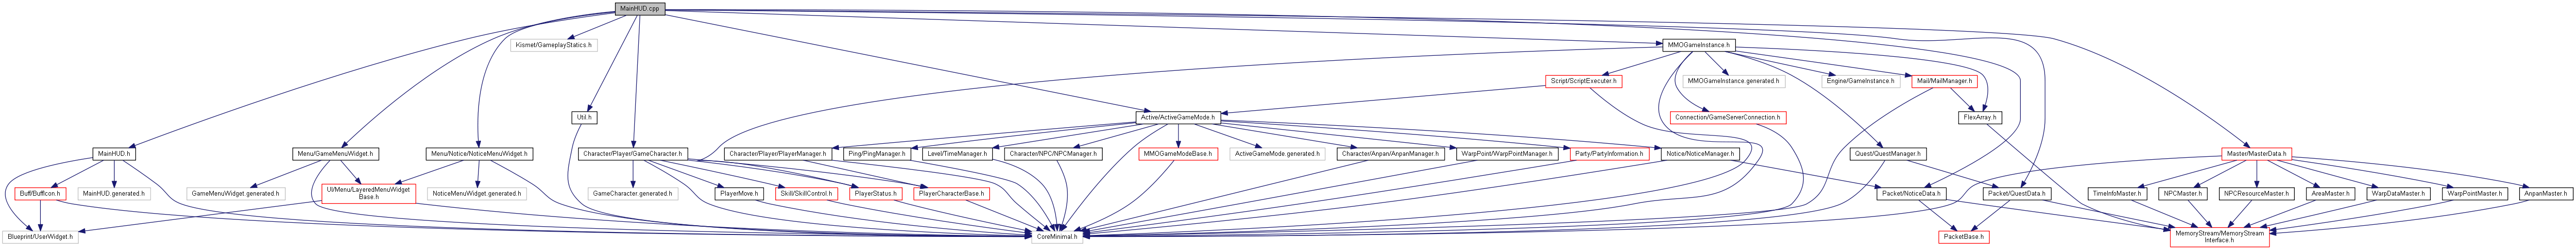 MainHUD.cpp
Kismet/GameplayStatics.h
MMOGameInstance.h
Script/ScriptExecuter.h
MMOGameInstance.generated.h
Engine/GameInstance.h
Mail/MailManager.h
Util.h
Active/ActiveGameMode.h
Connection/GameServerConnection.h
FlexArray.h
MainHUD.h
Menu/GameMenuWidget.h
Menu/Notice/NoticeMenuWidget.h
Character/Player/GameCharacter.h
Character/Player/PlayerManager.h
Ping/PingManager.h
Level/TimeManager.h
Character/NPC/NPCManager.h
MMOGameModeBase.h
ActiveGameMode.generated.h
Character/Anpan/AnpanManager.h
WarpPoint/WarpPointManager.h
Party/PartyInformation.h
Notice/NoticeManager.h
Quest/QuestManager.h
Master/MasterData.h
Buff/BuffIcon.h
MainHUD.generated.h
GameMenuWidget.generated.h
UI/Menu/LayeredMenuWidget
Base.h
NoticeMenuWidget.generated.h
GameCharacter.generated.h
PlayerMove.h
Skill/SkillControl.h
PlayerStatus.h
PlayerCharacterBase.h
Packet/NoticeData.h
Packet/QuestData.h
TimeInfoMaster.h
NPCMaster.h
NPCResourceMaster.h
AreaMaster.h
WarpDataMaster.h
WarpPointMaster.h
AnpanMaster.h
Blueprint/UserWidget.h
CoreMinimal.h
PacketBase.h
MemoryStream/MemoryStream
Interface.h